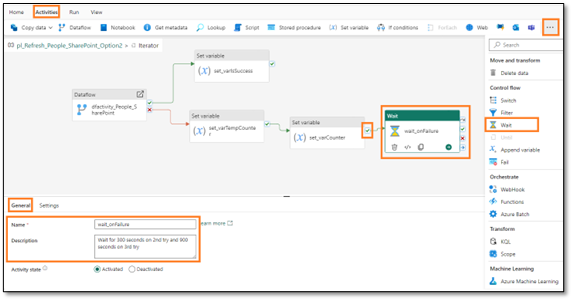 Home Activities Run View
Copy data Dataflow Notebook Get metadata Lookup Script Stored procedure Set variable If conditions ForEach Web
pl_Refresh_People_SharePoint_Option2 > Iterator
Search
Move and transform
Delete data
Control flow
Switch
Filter
Wait
Until
Append variable
Fail
Orchestrate
WebHook
Functions
Azure Batch
Transform
KQL
Scope
Machine Learning
Azure Machine Learning
Set variable
(x) set_varIsSuccess
Dataflow
dfactivity_People_S
harePoint
Set variable
(x) set_varTempCounte
r
Set variable
(x) set_varCounter
Wait
wait_onFailure
General Settings
Name * wait_onFailure Learn more
Description Wait for 300 seconds on 2nd try and 900
seconds on 3rd try
Activity state Activated Deactivated